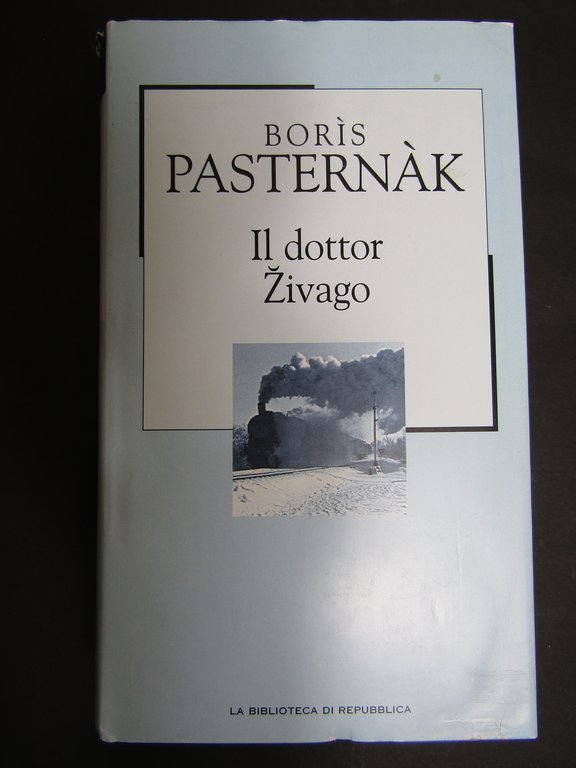 BORÌS
PASTERNÀK
Il dottor
Živago
LA BIBLIOTECA DI REPUBBLICA